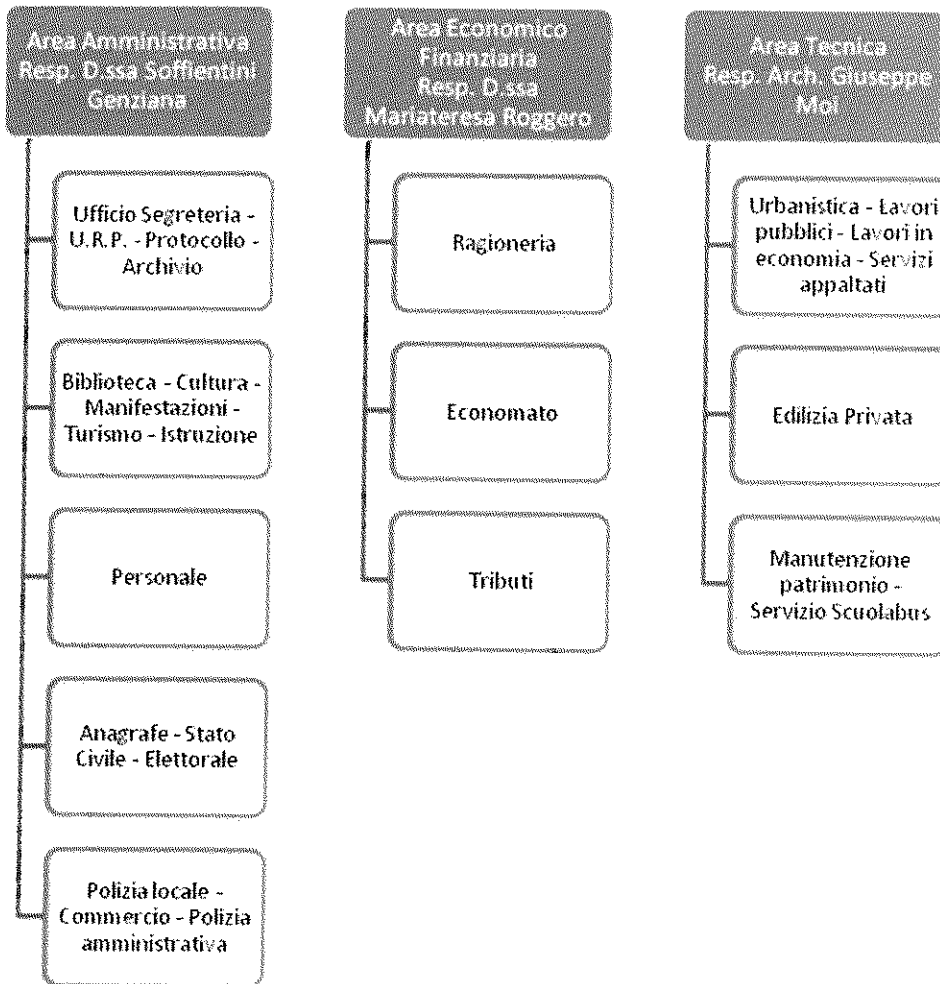 Area Amministrativa
Resp. D.ssa Soffientini
Genziana
Ufficio Segreteria -
U.R.P. - Protocollo -
Archivio
Biblioteca - Cultura -
Manifestazioni -
Turismo - Istruzione
Personale
Anagrafe - Stato
Civile - Elettorale
Polizia locale -
Commercio - Polizia
amministrativa
Area Economico
Finanziaria
Resp. D.ssa
Mariateresa Roggero
Ragioneria
Economato
Tributi
Area Tecnica
Resp. Arch. Giuseppe
Moi
Urbanistica - Lavori
pubblici - Lavori in
economia - Servizi
appaltati
Edilizia Privata
Manutenzione
patrimonio -
Servizio Scuolabus